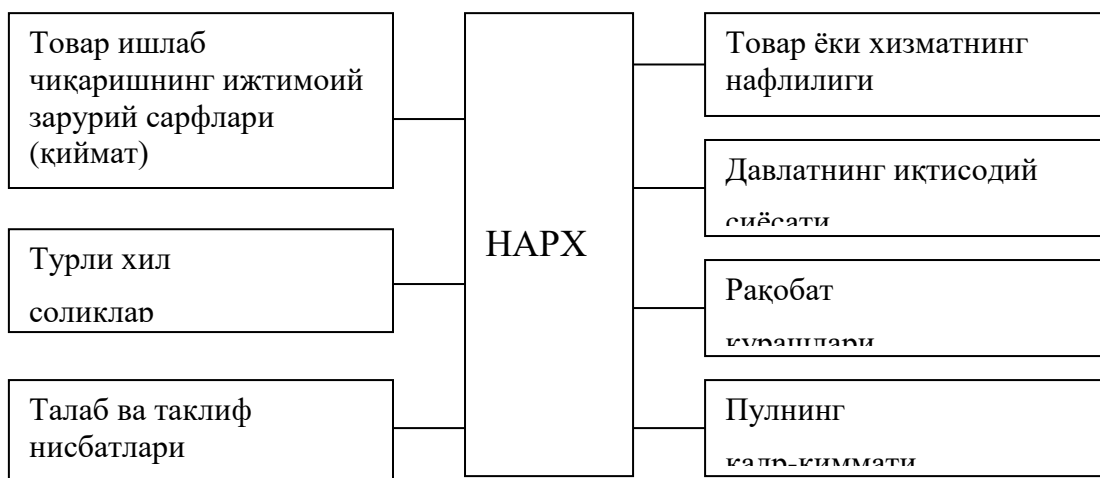 Товар ишлаб
чиқаришнинг ижтимоий
зарурий сарфлари
(қиймат)
Турли хил
солиқлар
Талаб ва таклиф
нисбатлари
НАРХ
Товар ёки хизматнинг
нафлилиги
Давлатнинг иқтисодий
сиёсати
Рақобат
курашлари
Пулнинг